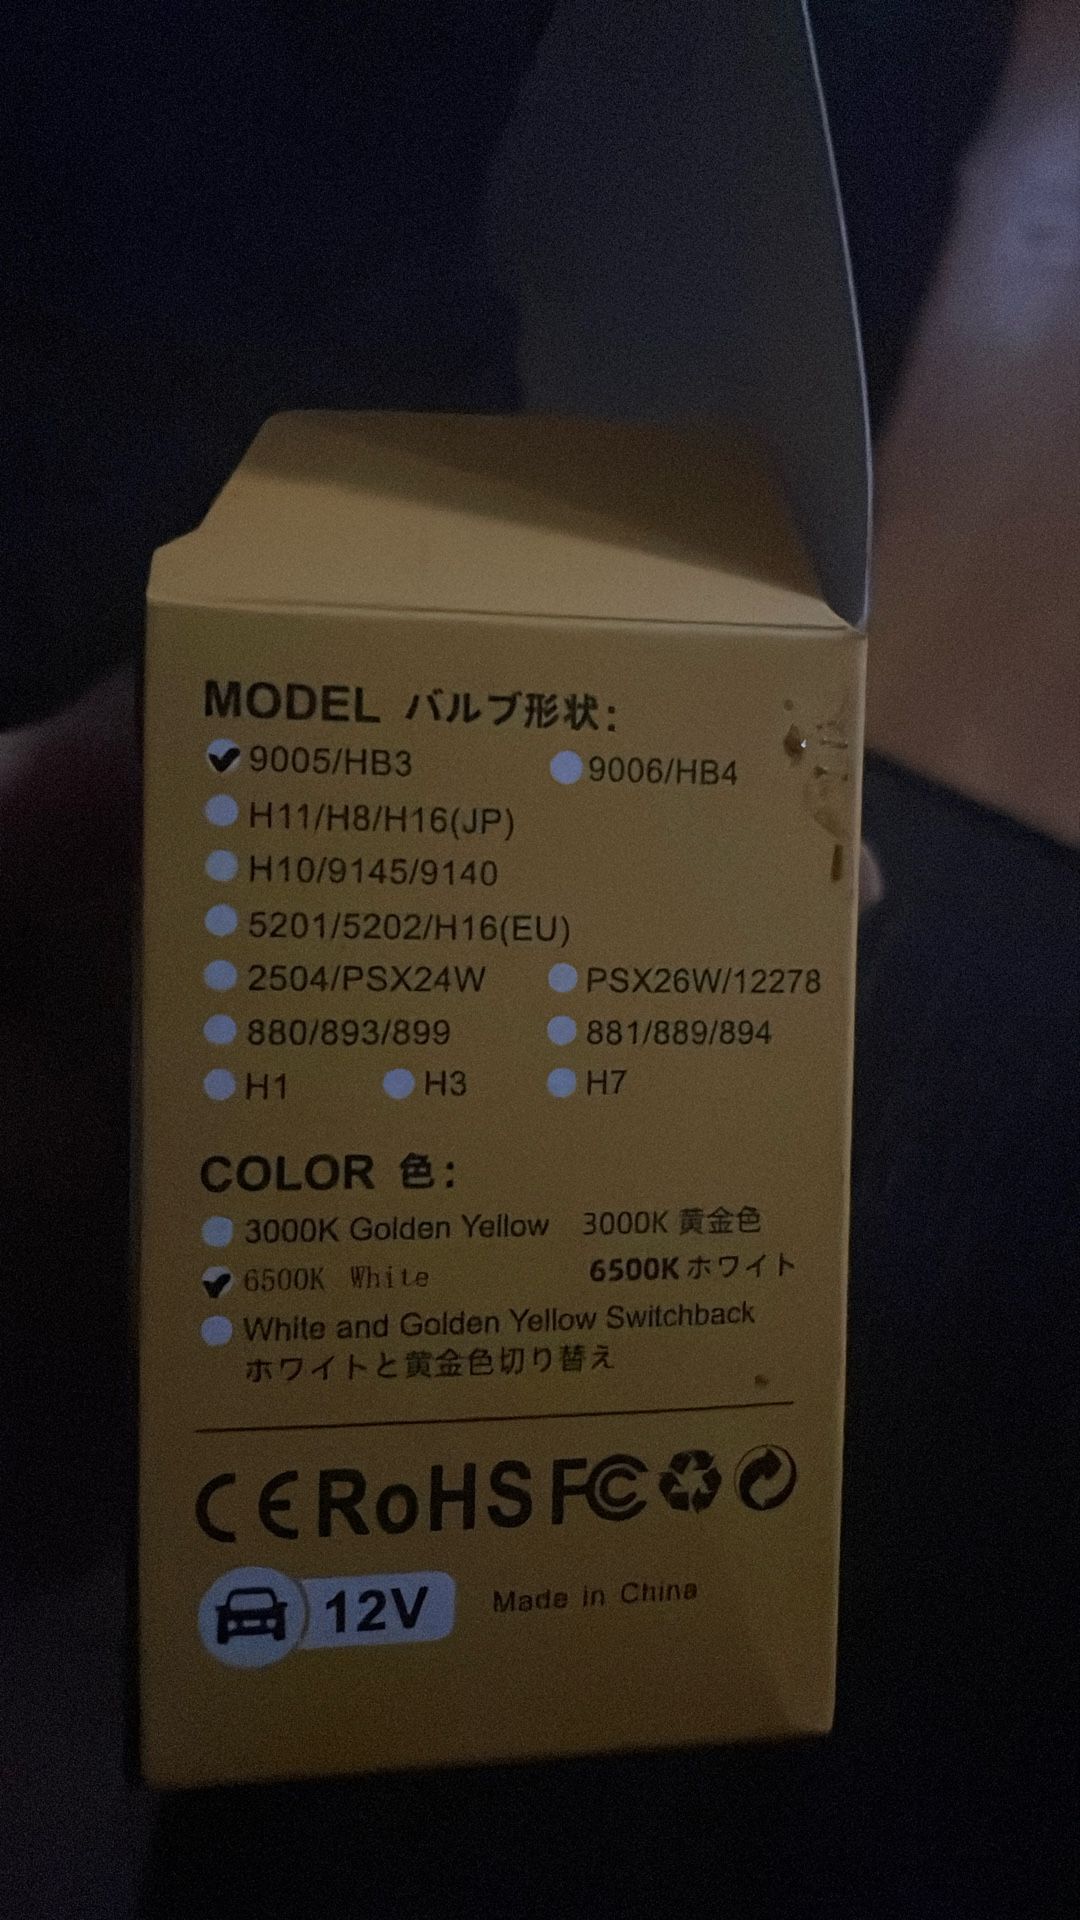 MODEL バルブ形状:
9005/HB3 9006/HB4
H11/H8/H16(JP)
H10/9145/9140
5201/5202/H16(EU)
2504/PSX24W PSX26W/12278
880/893/899 881/889/894
H1 H3 H7
COLOR 色:
3000K Golden Yellow 3000K 黄金色
6500K White 6500K ホワイト
White and Golden Yellow Switchback
ホワイトと黄金色切り替え
CE RoHS FC
12V Made in China